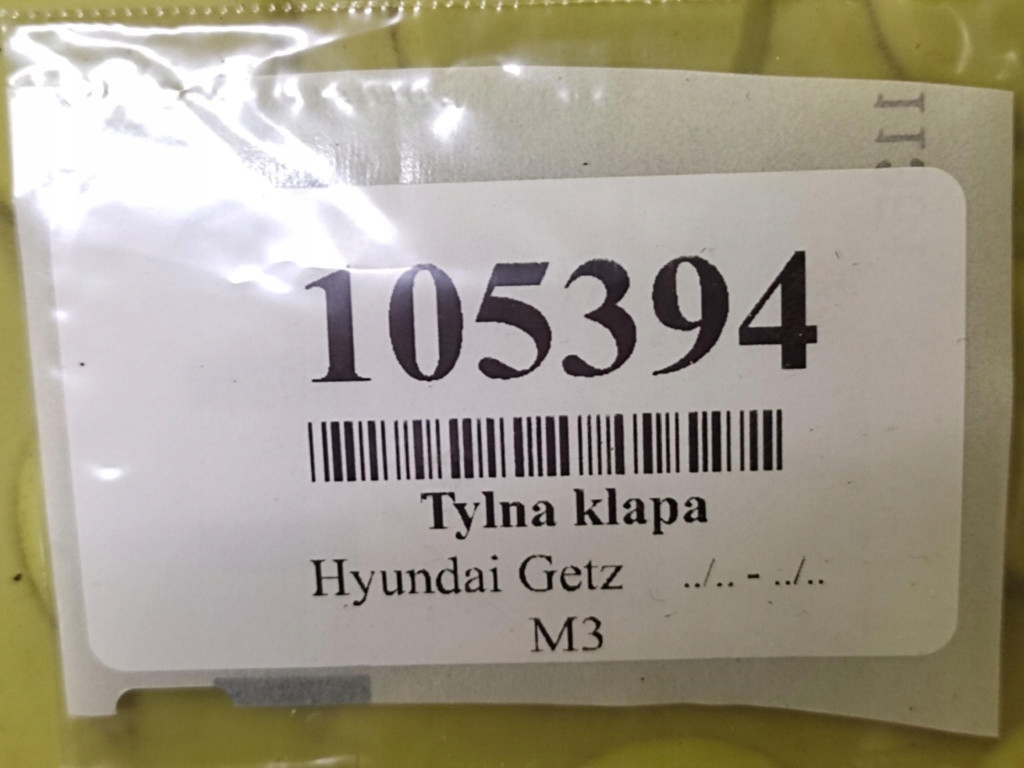 105394
Tylna klapa
Hyundai Getz ../.. - ../..
M3